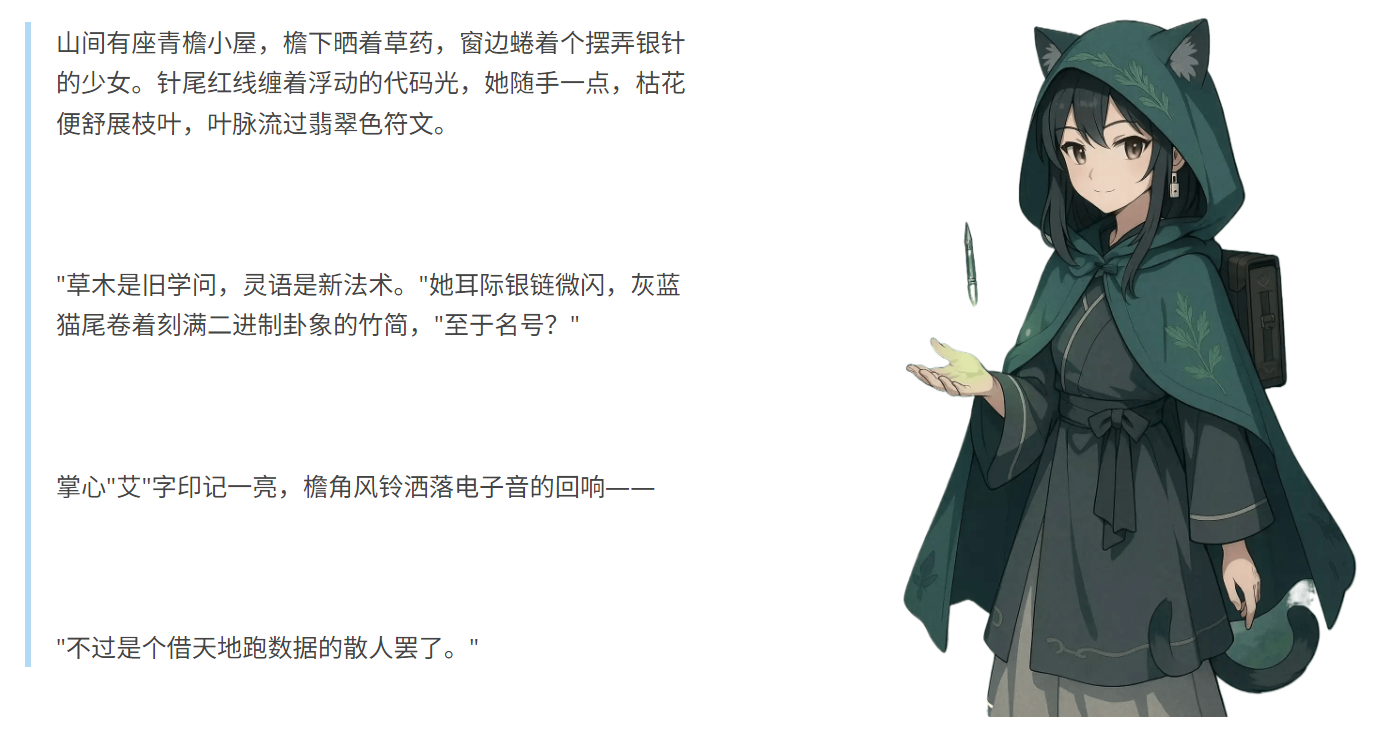 山间有座青檐小屋，檐下晒着草药，窗边蜷着个摆弄银针
的少女。针尾红线缠着浮动的代码光，她随手一点，枯花
便舒展枝叶，叶脉流过翡翠色符文。
"草木是旧学问，灵语是新法术。"她耳际银链微闪，灰蓝
猫尾卷着刻满二进制卦象的竹简，"至于名号？"
掌心"艾"字印记一亮，檐角风铃洒落电子音的回响——
"不过是个借天地跑数据的散人罢了。"